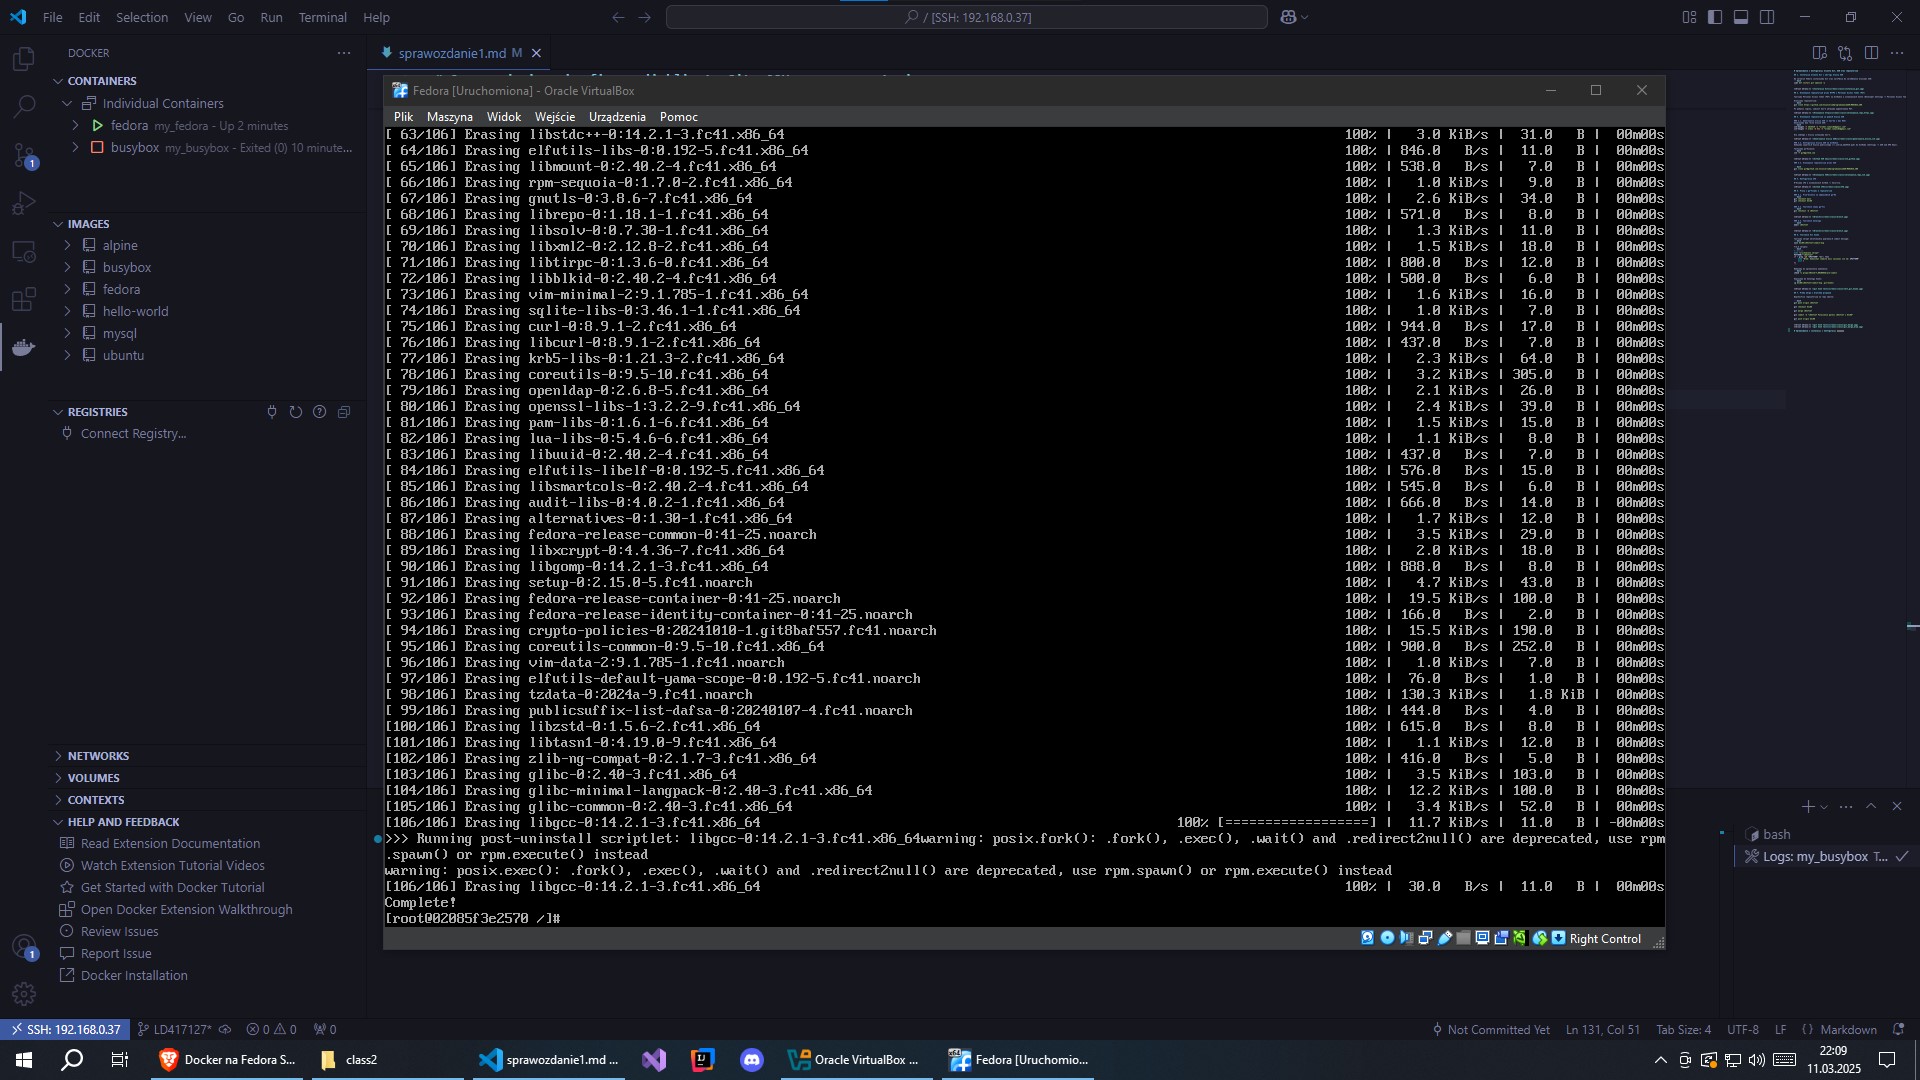 File Edit Selection View Go Run Terminal Help
/ [SSH: 192.168.0.37]
DOCKER
CONTAINERS
Individual Containers
fedora my_fedora - Up 2 minutes
busybox my_busybox - Exited (0) 10 minute...
IMAGES
alpine
busybox
fedora
hello-world
mysql
ubuntu
REGISTRIES
Connect Registry...
NETWORKS
VOLUMES
CONTEXTS
HELP AND FEEDBACK
Read Extension Documentation
Watch Extension Tutorial Videos
Get Started with Docker Tutorial
Open Docker Extension Walkthrough
Review Issues
Report Issue
Docker Installation
1
1
sprawozdanie1.md M
Fedora [Uruchomiona] - Oracle VirtualBox
Plik Maszyna Widok Wejście Urządzenia Pomoc
[ 63/106] Erasing libstdc++-0:14.2.1-3.fc41.x86_64 100% | 3.0 KiB/s | 31.0 B | 00m00s
[ 64/106] Erasing elfutils-libs-0:0.192-5.fc41.x86_64 100% | 846.0 B/s | 11.0 B | 00m00s
[ 65/106] Erasing libmount-0:2.40.2-4.fc41.x86_64 100% | 538.0 B/s | 7.0 B | 00m00s
[ 66/106] Erasing rpm-sequoia-0:1.7.0-2.fc41.x86_64 100% | 1.0 KiB/s | 9.0 B | 00m00s
[ 67/106] Erasing gnutls-0:3.8.6-7.fc41.x86_64 100% | 2.6 KiB/s | 34.0 B | 00m00s
[ 68/106] Erasing librepo-0:1.18.1-1.fc41.x86_64 100% | 571.0 B/s | 8.0 B | 00m00s
[ 69/106] Erasing libsolv-0:0.7.30-1.fc41.x86_64 100% | 1.3 KiB/s | 11.0 B | 00m00s
[ 70/106] Erasing libxml2-0:2.12.8-2.fc41.x86_64 100% | 1.5 KiB/s | 18.0 B | 00m00s
[ 71/106] Erasing libtirpc-0:1.3.6-0.fc41.x86_64 100% | 800.0 B/s | 12.0 B | 00m00s
[ 72/106] Erasing libblkid-0:2.40.2-4.fc41.x86_64 100% | 500.0 B/s | 6.0 B | 00m00s
[ 73/106] Erasing vim-minimal-2:9.1.785-1.fc41.x86_64 100% | 1.6 KiB/s | 16.0 B | 00m00s
[ 74/106] Erasing sqlite-libs-0:3.46.1-1.fc41.x86_64 100% | 1.0 KiB/s | 7.0 B | 00m00s
[ 75/106] Erasing curl-0:8.9.1-2.fc41.x86_64 100% | 944.0 B/s | 17.0 B | 00m00s
[ 76/106] Erasing libcurl-0:8.9.1-2.fc41.x86_64 100% | 437.0 B/s | 7.0 B | 00m00s
[ 77/106] Erasing krb5-libs-0:1.21.3-2.fc41.x86_64 100% | 2.3 KiB/s | 64.0 B | 00m00s
[ 78/106] Erasing coreutils-0:9.5-10.fc41.x86_64 100% | 3.2 KiB/s | 305.0 B | 00m00s
[ 79/106] Erasing openldap-0:2.6.8-5.fc41.x86_64 100% | 2.1 KiB/s | 26.0 B | 00m00s
[ 80/106] Erasing openssl-libs-1:3.2.2-9.fc41.x86_64 100% | 2.4 KiB/s | 39.0 B | 00m00s
[ 81/106] Erasing pam-libs-0:1.6.1-6.fc41.x86_64 100% | 1.5 KiB/s | 15.0 B | 00m00s
[ 82/106] Erasing lua-libs-0:5.4.6-6.fc41.x86_64 100% | 1.1 KiB/s | 8.0 B | 00m00s
[ 83/106] Erasing libuuid-0:2.40.2-4.fc41.x86_64 100% | 437.0 B/s | 7.0 B | 00m00s
[ 84/106] Erasing elfutils-libelf-0:0.192-5.fc41.x86_64 100% | 576.0 B/s | 15.0 B | 00m00s
[ 85/106] Erasing libsmartcols-0:2.40.2-4.fc41.x86_64 100% | 545.0 B/s | 6.0 B | 00m00s
[ 86/106] Erasing audit-libs-0:4.0.2-1.fc41.x86_64 100% | 666.0 B/s | 14.0 B | 00m00s
[ 87/106] Erasing alternatives-0:1.30-1.fc41.x86_64 100% | 1.7 KiB/s | 12.0 B | 00m00s
[ 88/106] Erasing fedora-release-common-0:41-25.noarch 100% | 3.5 KiB/s | 29.0 B | 00m00s
[ 89/106] Erasing libxcrypt-0:4.4.36-7.fc41.x86_64 100% | 2.0 KiB/s | 18.0 B | 00m00s
[ 90/106] Erasing libgomp-0:14.2.1-3.fc41.x86_64 100% | 888.0 B/s | 8.0 B | 00m00s
[ 91/106] Erasing setup-0:2.15.0-5.fc41.noarch 100% | 4.7 KiB/s | 43.0 B | 00m00s
[ 92/106] Erasing fedora-release-container-0:41-25.noarch 100% | 19.5 KiB/s | 100.0 B | 00m00s
[ 93/106] Erasing fedora-release-identity-container-0:41-25.noarch 100% | 166.0 B/s | 2.0 B | 00m00s
[ 94/106] Erasing crypto-policies-0:20241010-1.git8baf557.fc41.noarch 100% | 15.5 KiB/s | 190.0 B | 00m00s
[ 95/106] Erasing coreutils-common-0:9.5-10.fc41.x86_64 100% | 900.0 B/s | 252.0 B | 00m00s
[ 96/106] Erasing vim-data-2:9.1.785-1.fc41.noarch 100% | 1.0 KiB/s | 7.0 B | 00m00s
[ 97/106] Erasing elfutils-default-yama-scope-0:0.192-5.fc41.noarch 100% | 76.0 B/s | 1.0 B | 00m00s
[ 98/106] Erasing tzdata-0:2024a-9.fc41.noarch 100% | 130.3 KiB/s | 1.8 KiB | 00m00s
[ 99/106] Erasing publicsuffix-list-dafsa-0:20240107-4.fc41.noarch 100% | 444.0 B/s | 4.0 B | 00m00s
[100/106] Erasing libzstd-0:1.5.6-2.fc41.x86_64 100% | 615.0 B/s | 8.0 B | 00m00s
[101/106] Erasing libtasn1-0:4.19.0-9.fc41.x86_64 100% | 1.1 KiB/s | 12.0 B | 00m00s
[102/106] Erasing zlib-ng-compat-0:2.1.7-3.fc41.x86_64 100% | 416.0 B/s | 5.0 B | 00m00s
[103/106] Erasing glibc-0:2.40-3.fc41.x86_64 100% | 3.5 KiB/s | 103.0 B | 00m00s
[104/106] Erasing glibc-minimal-langpack-0:2.40-3.fc41.x86_64 100% | 12.2 KiB/s | 100.0 B | 00m00s
[105/106] Erasing glibc-common-0:2.40-3.fc41.x86_64 100% | 3.4 KiB/s | 52.0 B | 00m00s
[106/106] Erasing libgcc-0:14.2.1-3.fc41.x86_64 100% [==================] | 11.7 KiB/s | 11.0 B | -00m00s
>>> Running post-uninstall scriptlet: libgcc-0:14.2.1-3.fc41.x86_64warning: posix.fork(): .fork(), .exec(), .wait() and .redirect2null() are deprecated, use rpm
.spawn() or rpm.execute() instead
warning: posix.exec(): .fork(), .exec(), .wait() and .redirect2null() are deprecated, use rpm.spawn() or rpm.execute() instead
[106/106] Erasing libgcc-0:14.2.1-3.fc41.x86_64 100% | 30.0 B/s | 11.0 B | 00m00s
Complete!
[root@02085f3e2570 /]#
Right Control
bash
Logs: my_busybox T...
SSH: 192.168.0.37 LD417127* 0 0 0 Not Committed Yet Ln 131, Col 51 Tab Size: 4 UTF-8 LF {} Markdown
Docker na Fedora S... class2 sprawozdanie1.md ... Oracle VirtualBox ... Fedora [Uruchomio...
22:09
11.03.2025